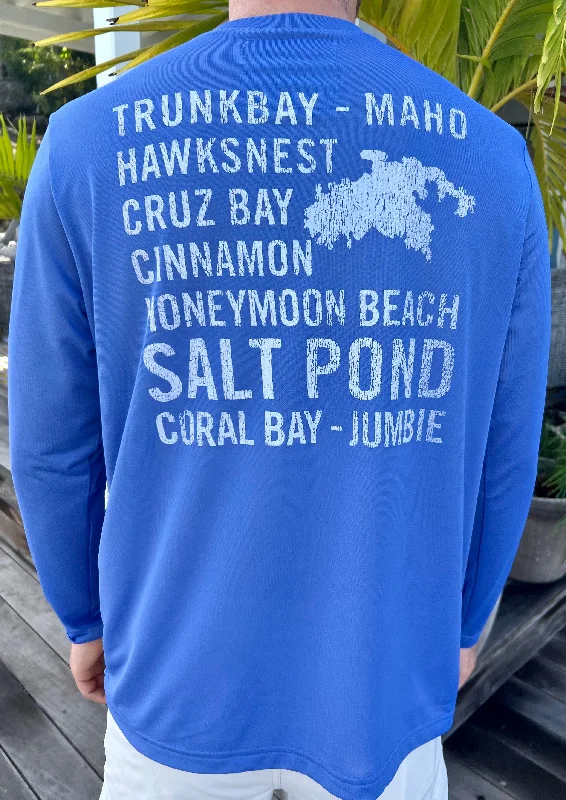 TRUNKBAY - MAHO
HAWKSNEST
CRUZ BAY
CINNAMON
HONEYMOON BEACH
SALT POND
CORAL BAY - JUMBIE